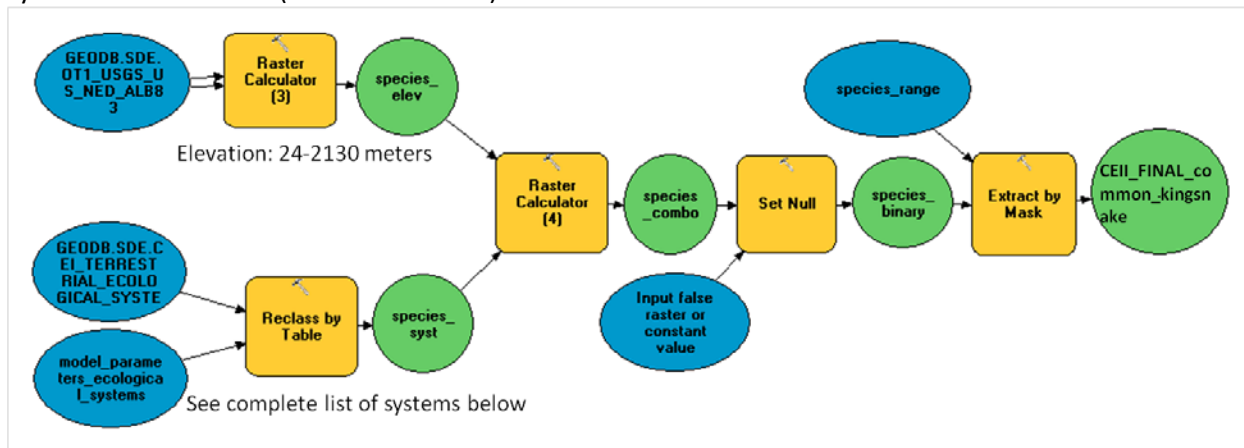 GEODB.SDE.
OT1_USGS_U
S_NED_ALB8
3
Raster
Calculator
(3)
species_
elev
Elevation: 24-2130 meters
GEODB.SDE.C
EI_TERREST
RIAL_ECOLO
GICAL_SYSTE
model_parame
ters_ecologica
l_systems
Reclass by
Table
species_
syst
See complete list of systems below
Raster
Calculator
(4)
species
_combo
Input false
raster or
constant
value
Set Null
species_
binary
species_range
Extract by
Mask
CEII_FINAL_co
mmon_kingsn
ake